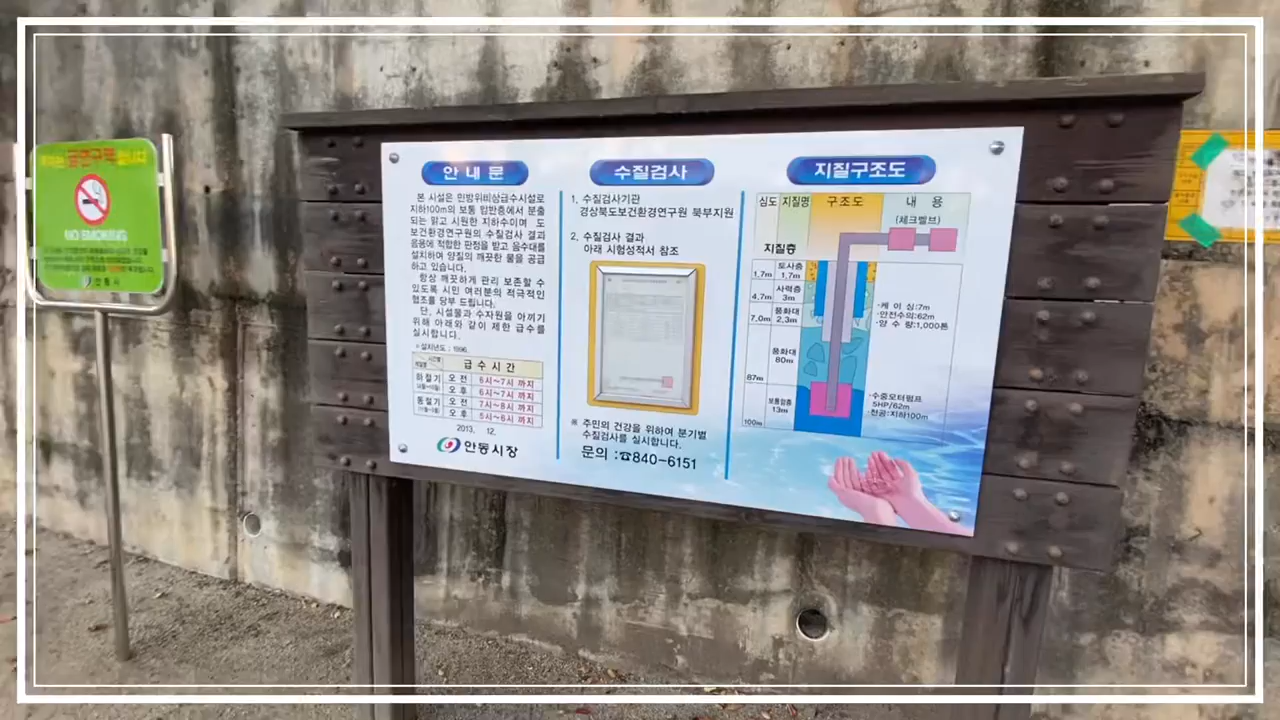 금연구역
NO SMOKING
안동시
안내문
본 시설은 민방위비상급수시설로
지하100m의 보통 암반층에서 분출
되는 맑고 시원한 지하수이며 도
보건환경연구원의 수질검사 결과
음용에 적합한 판정을 받고 음수대를
설치하여 양질의 깨끗한 물을 공급
하고 있습니다.
항상 깨끗하게 관리 보존할 수
있도록 시민 여러분의 적극적인
협조를 당부 드립니다.
단, 시설물과 수자원을 아끼기
위해 아래와 같이 제한 급수를
실시합니다.
◦설치년도 : 1996.
급수시간
하절기 오전 6시~7시 까지
오후 6시~7시 까지
동절기 오전 7시~8시 까지
오후 5시~6시 까지
2013. 12.
안동시장
수질검사
1. 수질검사기관
경상북도보건환경연구원 북부지원
2. 수질검사 결과
아래 시험성적서 참조
※ 주민의 건강을 위하여 분기별
수질검사를 실시합니다.
문의 :☎840-6151
지질구조도
심도 지질명 구조도 내용
(체크벨브)
지질층
1,7m 토사층 1,7m
4,7m 사력층 3m
7,0m 풍화대 2,3m
87m 풍화대 80m
100m 보통암층 13m
·케이싱:7m
·안전수의:62m
·양수량:1,000톤
·수중모터펌프
5HP/62m
·천공:지하100m